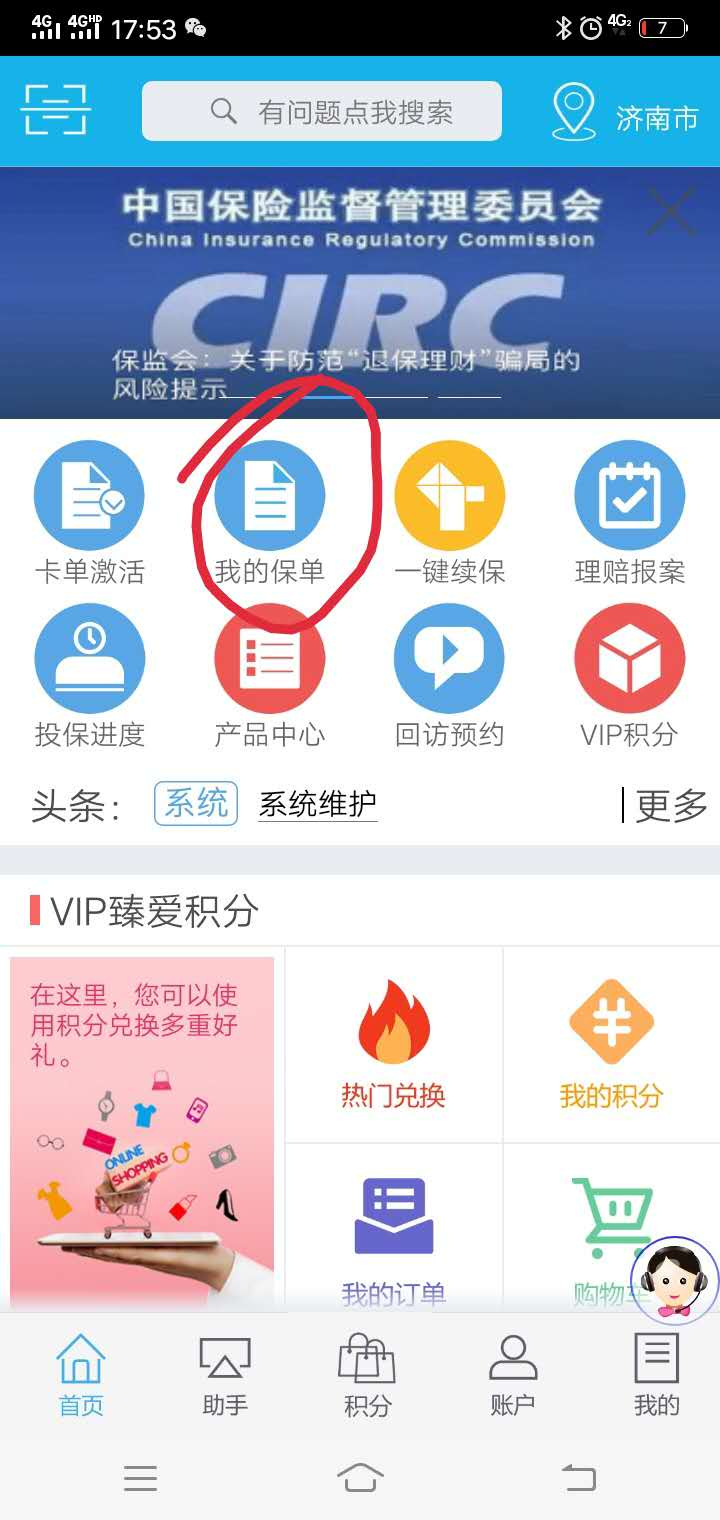 4G 4GHD 17:53 4G2 7
有问题点我搜索 济南市
中国保险监督管理委员会
China Insurance Regulatory Commission
CIRC
保监会：关于防范“退保理财”骗局的
风险提示
卡单激活 我的保单 一键续保 理赔报案
投保进度 产品中心 回访预约 VIP积分
头条： 系统 系统维护 更多
VIP臻爱积分
在这里，您可以使
用积分兑换多重好
礼。
ONLINE
SHOPPING
热门兑换 我的积分
我的订单 购物车
首页 助手 积分 账户 我的